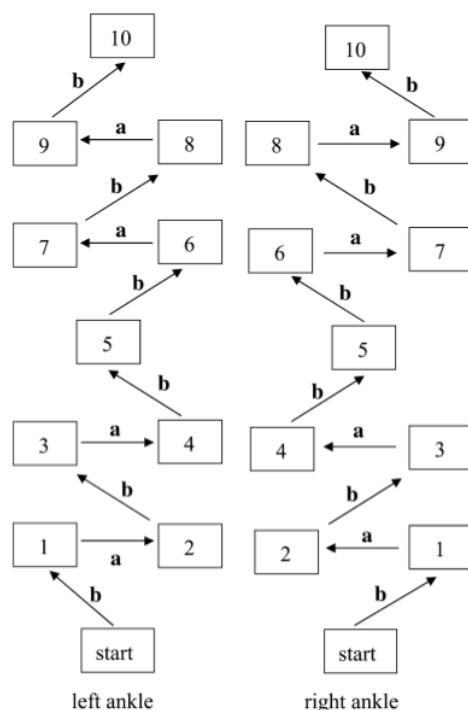 10 10
b b
9 a 8 8 a 9
b b
7 a 6 6 a 7
b b
5 5
b b
3 a 4 4 a 3
b b
1 a 2 2 a 1
b b
start start
left ankle right ankle